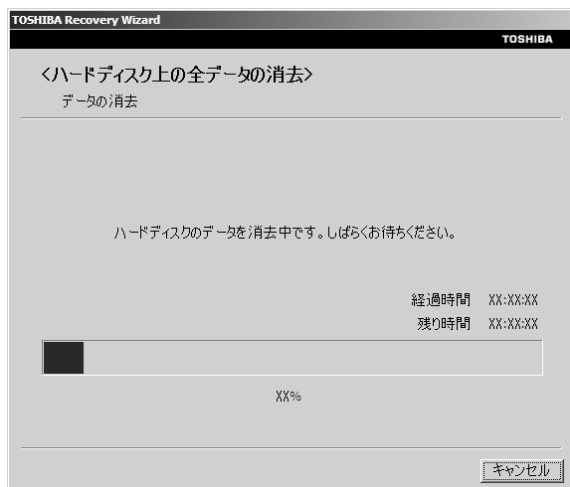 TOSHIBA Recovery Wizard
TOSHIBA
<ハードディスク上の全データの消去>
データの消去
ハードディスクのデータを消去中です。しばらくお待ちください。
経過時間 XX:XX:XX
残り時間 XX:XX:XX
XX%
キャンセル